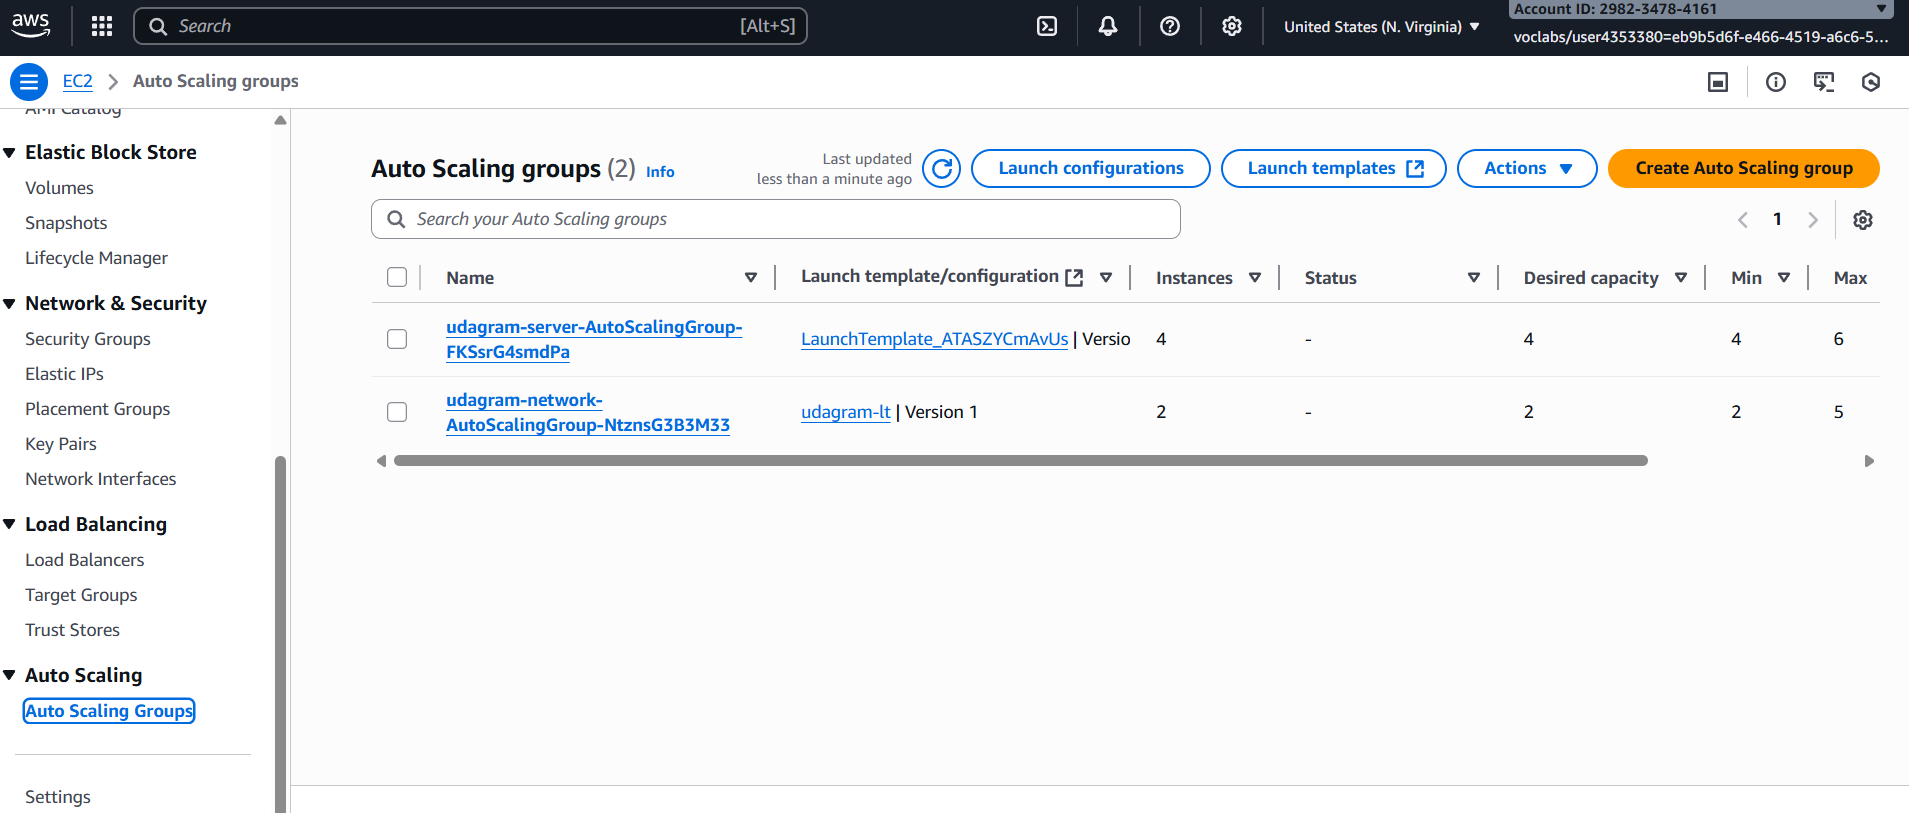 aws
Search
[Alt+S]
United States (N. Virginia)
Account ID: 2982-3478-4161
voclabs/user4353380=eb9b5d6f-e466-4519-a6c6-5...
EC2
Auto Scaling groups
AMI Catalog
Elastic Block Store
Volumes
Snapshots
Lifecycle Manager
Network & Security
Security Groups
Elastic IPs
Placement Groups
Key Pairs
Network Interfaces
Load Balancing
Load Balancers
Target Groups
Trust Stores
Auto Scaling
Auto Scaling Groups
Settings
Auto Scaling groups (2) Info
Last updated
less than a minute ago
Launch configurations
Launch templates
Actions
Create Auto Scaling group
Search your Auto Scaling groups
1
Name Launch template/configuration Instances Status Desired capacity Min Max
udagram-server-AutoScalingGroup-
FKSsrG4smdPa
LaunchTemplate_ATASZYCmAvUs | Versio 4 - 4 4 6
udagram-network-
AutoScalingGroup-NtznsG3B3M33
udagram-lt | Version 1 2 - 2 2 5